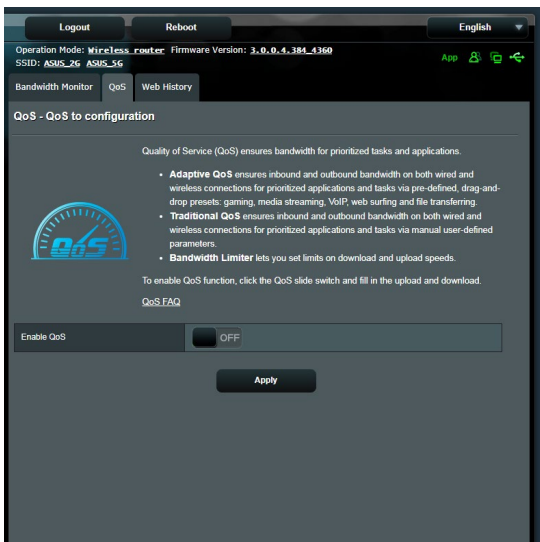 Logout Reboot English
Operation Mode: Wireless router Firmware Version: 3.0.0.4.384_4360
SSID: ASUS_2G ASUS_5G
App
Bandwidth Monitor QoS Web History
QoS - QoS to configuration
Quality of Service (QoS) ensures bandwidth for prioritized tasks and applications.
• Adaptive QoS ensures inbound and outbound bandwidth on both wired and
wireless connections for prioritized applications and tasks via pre-defined, drag-and-
drop presets: gaming, media streaming, VoIP, web surfing and file transferring.
• Traditional QoS ensures inbound and outbound bandwidth on both wired and
wireless connections for prioritized applications and tasks via manual user-defined
parameters.
• Bandwidth Limiter lets you set limits on download and upload speeds.
QoS
To enable QoS function, click the QoS slide switch and fill in the upload and download.
QoS FAQ
Enable QoS OFF
Apply